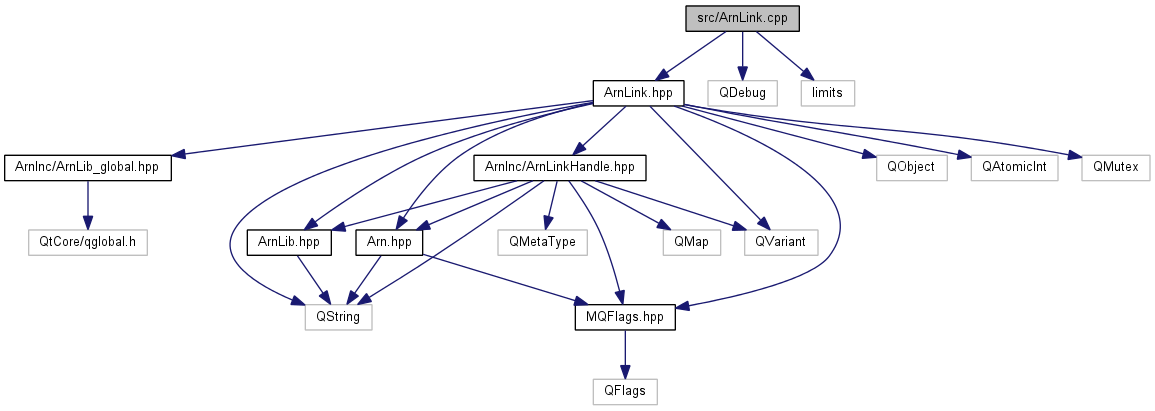 src/ArnLink.cpp
ArnLink.hpp
QDebug
limits
ArnInc/ArnLib_global.hpp
ArnInc/ArnLinkHandle.hpp
QObject
QAtomicInt
QMutex
QtCore/qglobal.h
ArnLib.hpp
Arn.hpp
QMetaType
QMap
QVariant
QString
MQFlags.hpp
QFlags